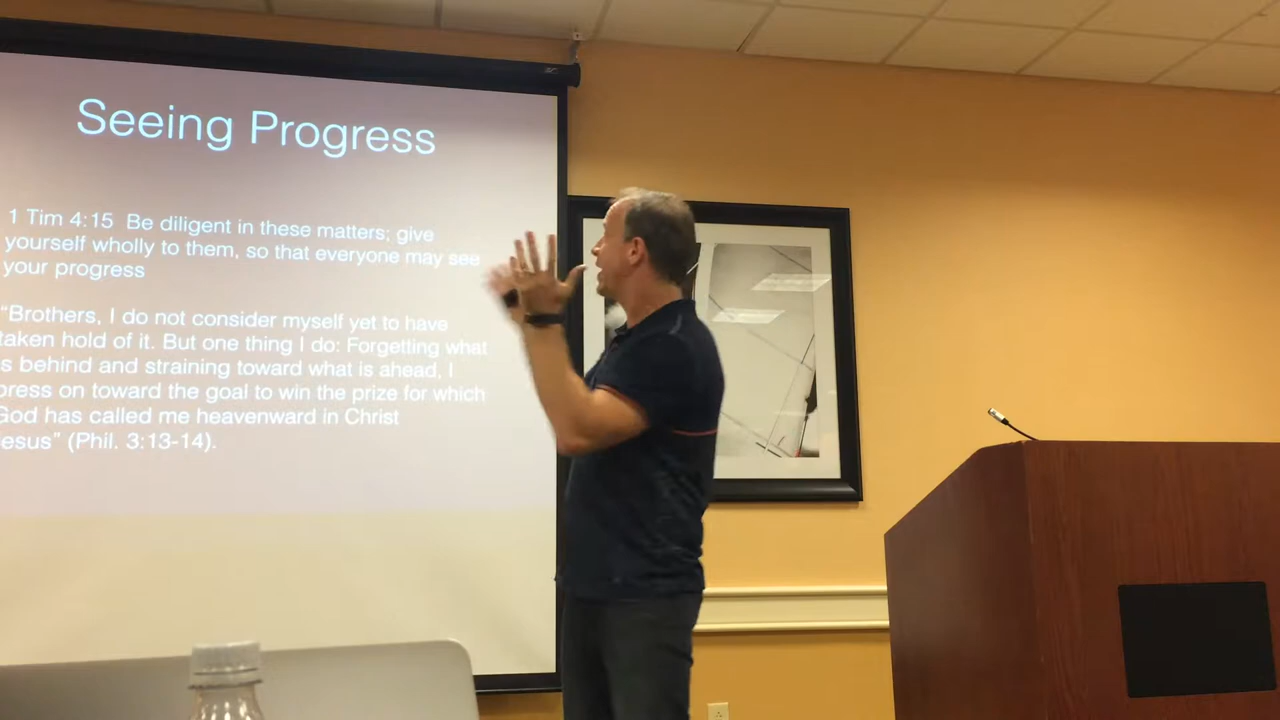 Seeing Progress
1 Tim 4:15 Be diligent in these matters; give
yourself wholly to them, so that everyone may see
your progress
“Brothers, I do not consider myself yet to have
taken hold of it. But one thing I do: Forgetting what
s behind and straining toward what is ahead, I
press on toward the goal to win the prize for which
God has called me heavenward in Christ
esus” (Phil. 3:13-14).